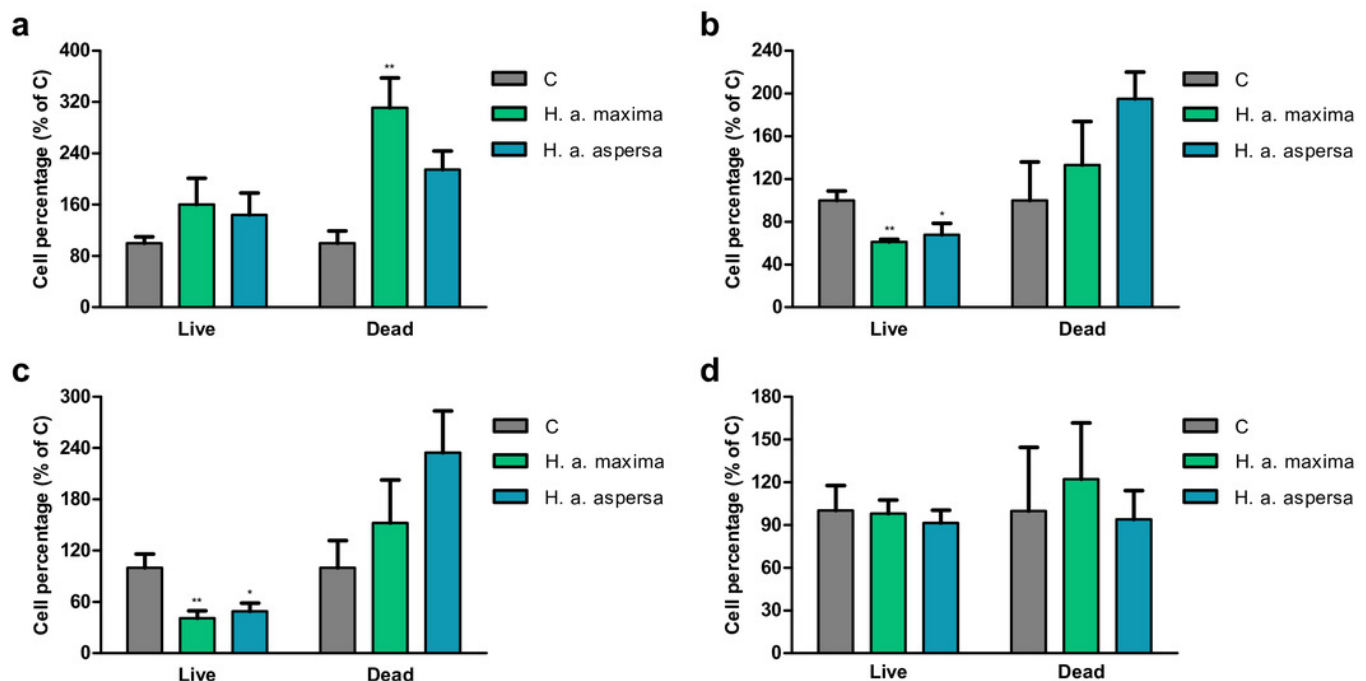 a
Cell percentage (% of C)
400
320
240
160
80
0
**
Live
Dead
C
H. a. maxima
H. a. aspersa
b
Cell percentage (% of C)
240
200
160
120
80
40
0
**
*
Live
Dead
C
H. a. maxima
H. a. aspersa
c
Cell percentage (% of C)
300
240
180
120
60
0
**
*
Live
Dead
C
H. a. maxima
H. a. aspersa
d
Cell percentage (% of C)
180
150
120
90
60
30
0
Live
Dead
C
H. a. maxima
H. a. aspersa